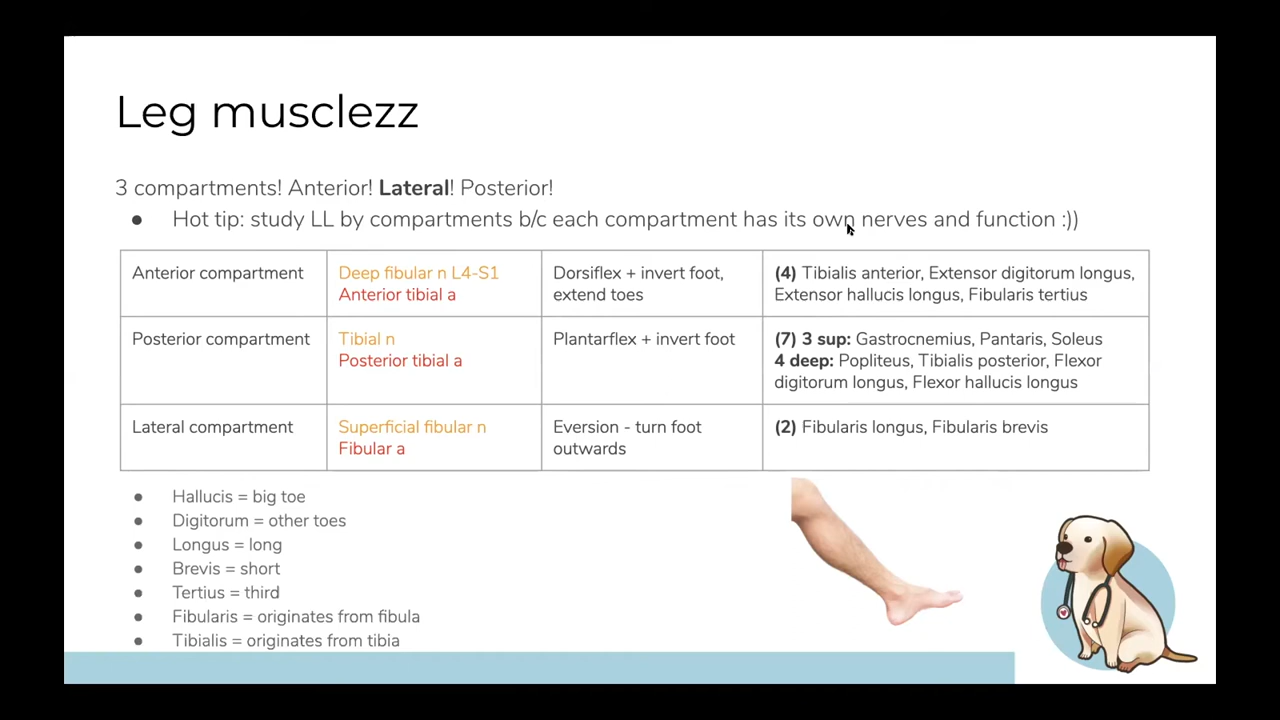 Leg musclezz
3 compartments! Anterior! Lateral! Posterior!
● Hot tip: study LL by compartments b/c each compartment has its own nerves and function :))
Anterior compartment
Deep fibular n L4-S1
Anterior tibial a
Dorsiflex + invert foot,
extend toes
(4) Tibialis anterior, Extensor digitorum longus,
Extensor hallucis longus, Fibularis tertius
Posterior compartment
Tibial n
Posterior tibial a
Plantarflex + invert foot
(7) 3 sup: Gastrocnemius, Pantaris, Soleus
4 deep: Popliteus, Tibialis posterior, Flexor
digitorum longus, Flexor hallucis longus
Lateral compartment
Superficial fibular n
Fibular a
Eversion - turn foot
outwards
(2) Fibularis longus, Fibularis brevis
● Hallucis = big toe
● Digitorum = other toes
● Longus = long
● Brevis = short
● Tertius = third
● Fibularis = originates from fibula
● Tibialis = originates from tibia